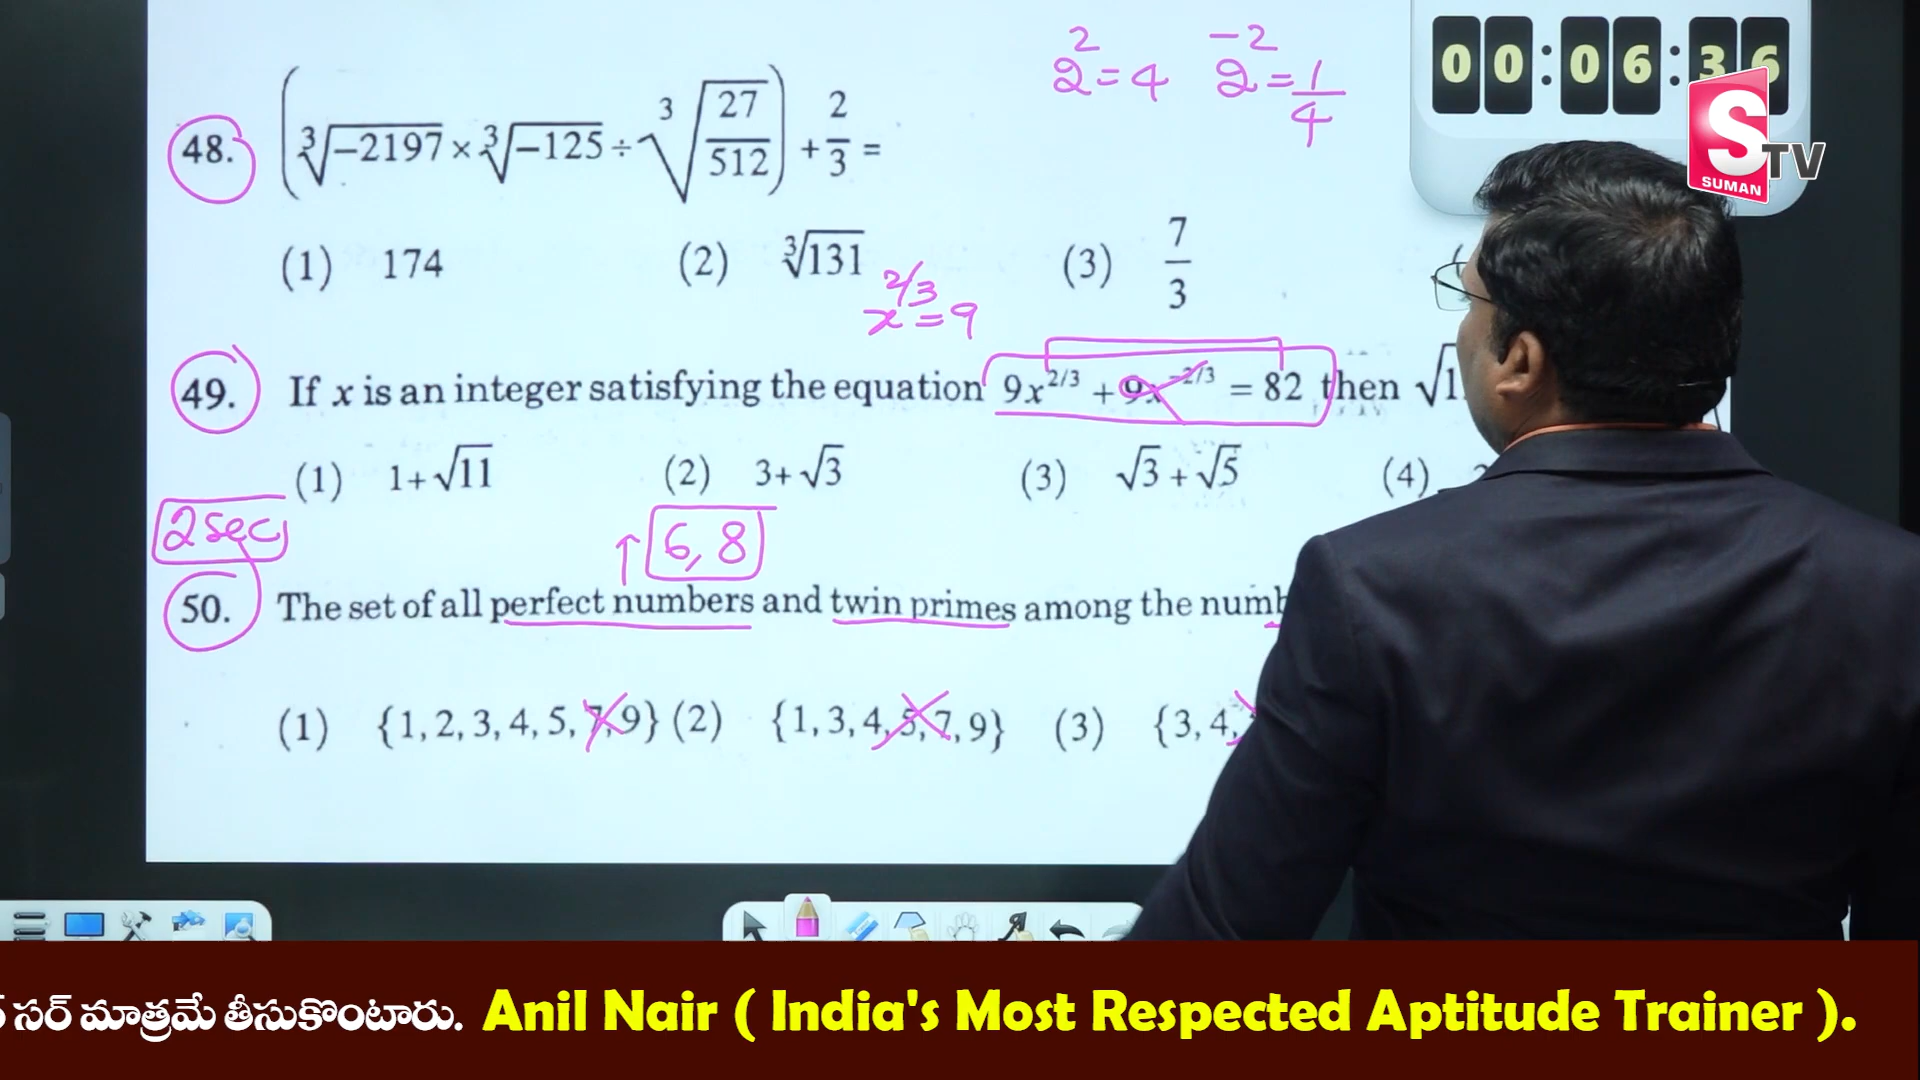 2² = 4 2⁻² = 1/4
00:06:36
S TV
SUMAN
48. (∛-2197 × ∛-125 ÷ ∛27/512) + 2/3 =
(1) 174 (2) ∛131 (3) 7/3
x^2/3 = 9
49. If x is an integer satisfying the equation 9x^2/3 + 9x^-2/3 = 82 then √1
(1) 1+√11 (2) 3+√3 (3) √3+√5 (4)
2 sec
6, 8
50. The set of all perfect numbers and twin primes among the
(1) {1, 2, 3, 4, 5, 7, 9} (2) {1, 3, 4, 5, 7, 9} (3) {3, 4,
సర్ మాత్రమే తీసుకొంటారు. Anil Nair ( India's Most Respected Aptitude Trainer ).